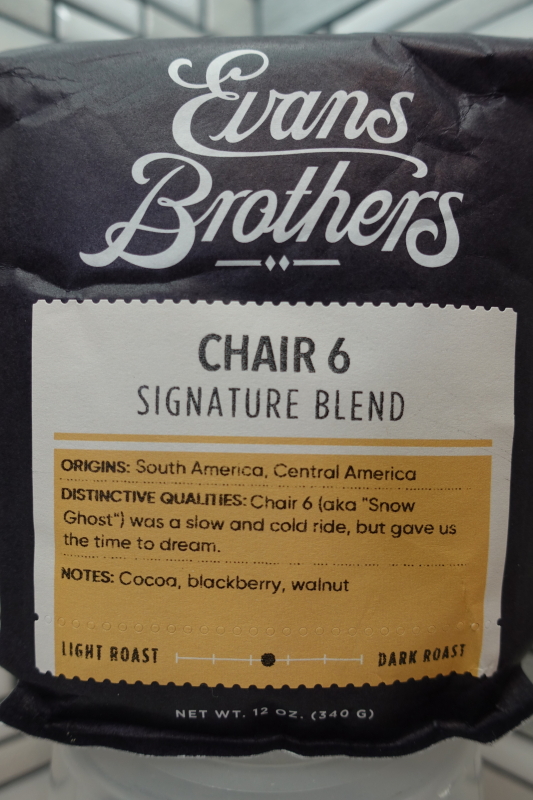 Evans
Brothers
CHAIR 6
SIGNATURE BLEND
ORIGINS: South America, Central America
DISTINCTIVE QUALITIES: Chair 6 (aka "Snow
Ghost") was a slow and cold ride, but gave us
the time to dream.
NOTES: Cocoa, blackberry, walnut
LIGHT ROAST DARK ROAST
NET WT. 12 OZ. (340 G)